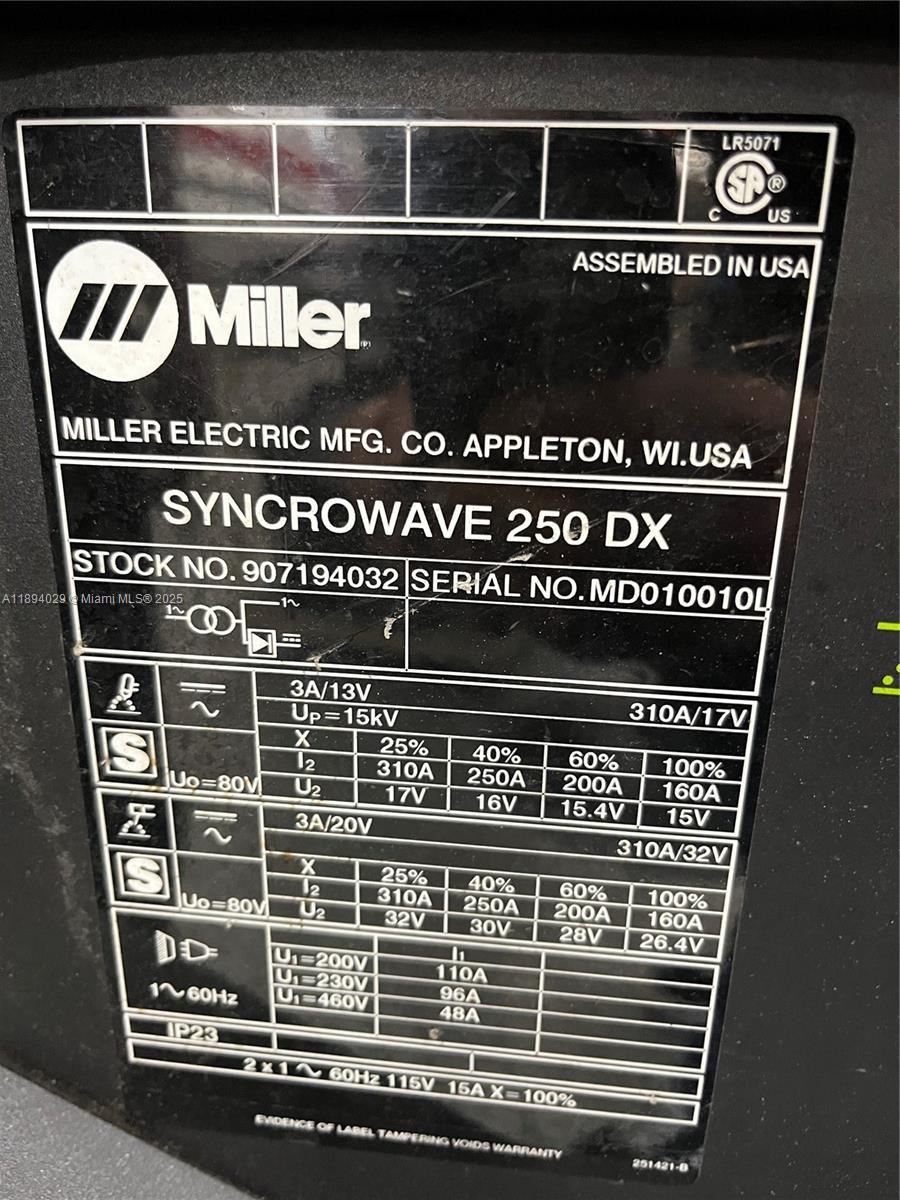 LR5071
SA ®
C US
ASSEMBLED IN USA
Miller
MILLER ELECTRIC MFG. CO. APPLETON, WI.USA
SYNCROWAVE 250 DX
STOCK NO. 907194032 SERIAL NO. MD010010L
A11894029 © Miami MLS® 2025
1~ 1~
3A/13V 310A/17V
UP=15kV
X 25% 40% 60% 100%
I2 310A 250A 200A 160A
S U0=80V U2 17V 16V 15.4V 15V
3A/20V 310A/32V
X 25% 40% 60% 100%
I2 310A 250A 200A 160A
S U0=80V U2 32V 30V 28V 26.4V
I1
U1=200V 110A
U1=230V 96A
1~60Hz U1=460V 48A
IP23
2 x 1 ~ 60Hz 115V 15A X=100%
EVIDENCE OF LABEL TAMPERING VOIDS WARRANTY
251421-B